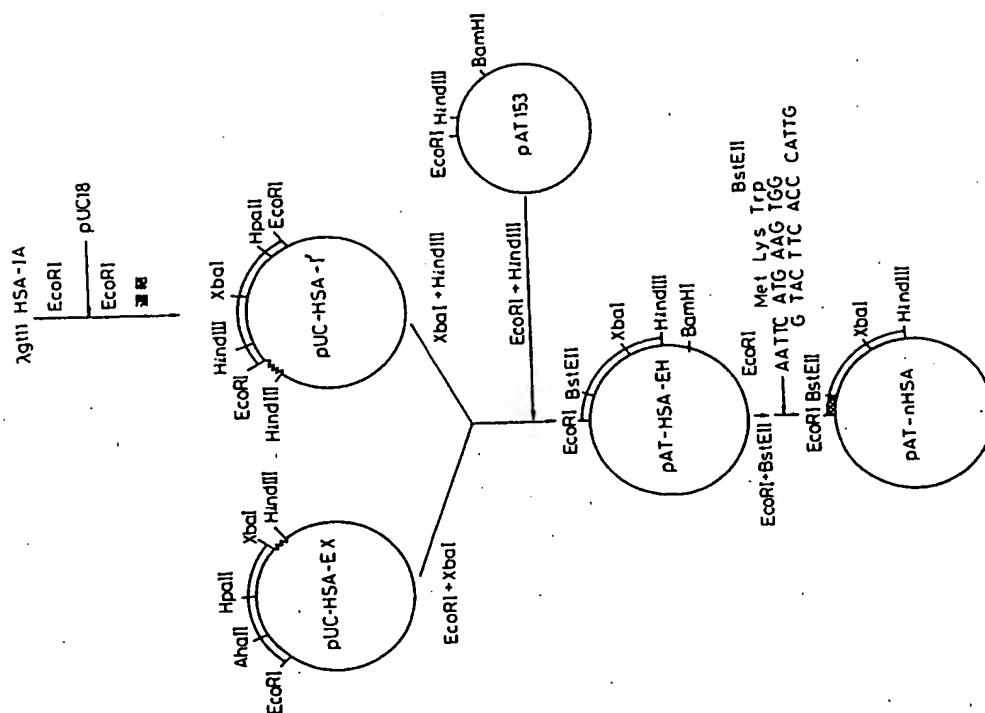 λgt11 HSA-1A
EcoRI
pUC18
EcoRI
連結
EcoRI
HindIII
XbaI
HpaII
EcoRI
HindIII
pUC-HSA-I'
XbaI + HindIII
EcoRI
AhaII
HpaII
XbaI
HindIII
pUC-HSA-EX
EcoRI + XbaI
EcoRI
HindIII
BamHI
pAT153
EcoRI + HindIII
EcoRI
BstEII
XbaI
HindIII
BamHI
pAT-HSA-EH
EcoRI+BstEII
EcoRI
Met Lys Trp
BstEII
AATTC ATG AAG TGG
G TAC TTC ACC CATTG
EcoRI
BstEII
XbaI
HindIII
pAT-nHSA